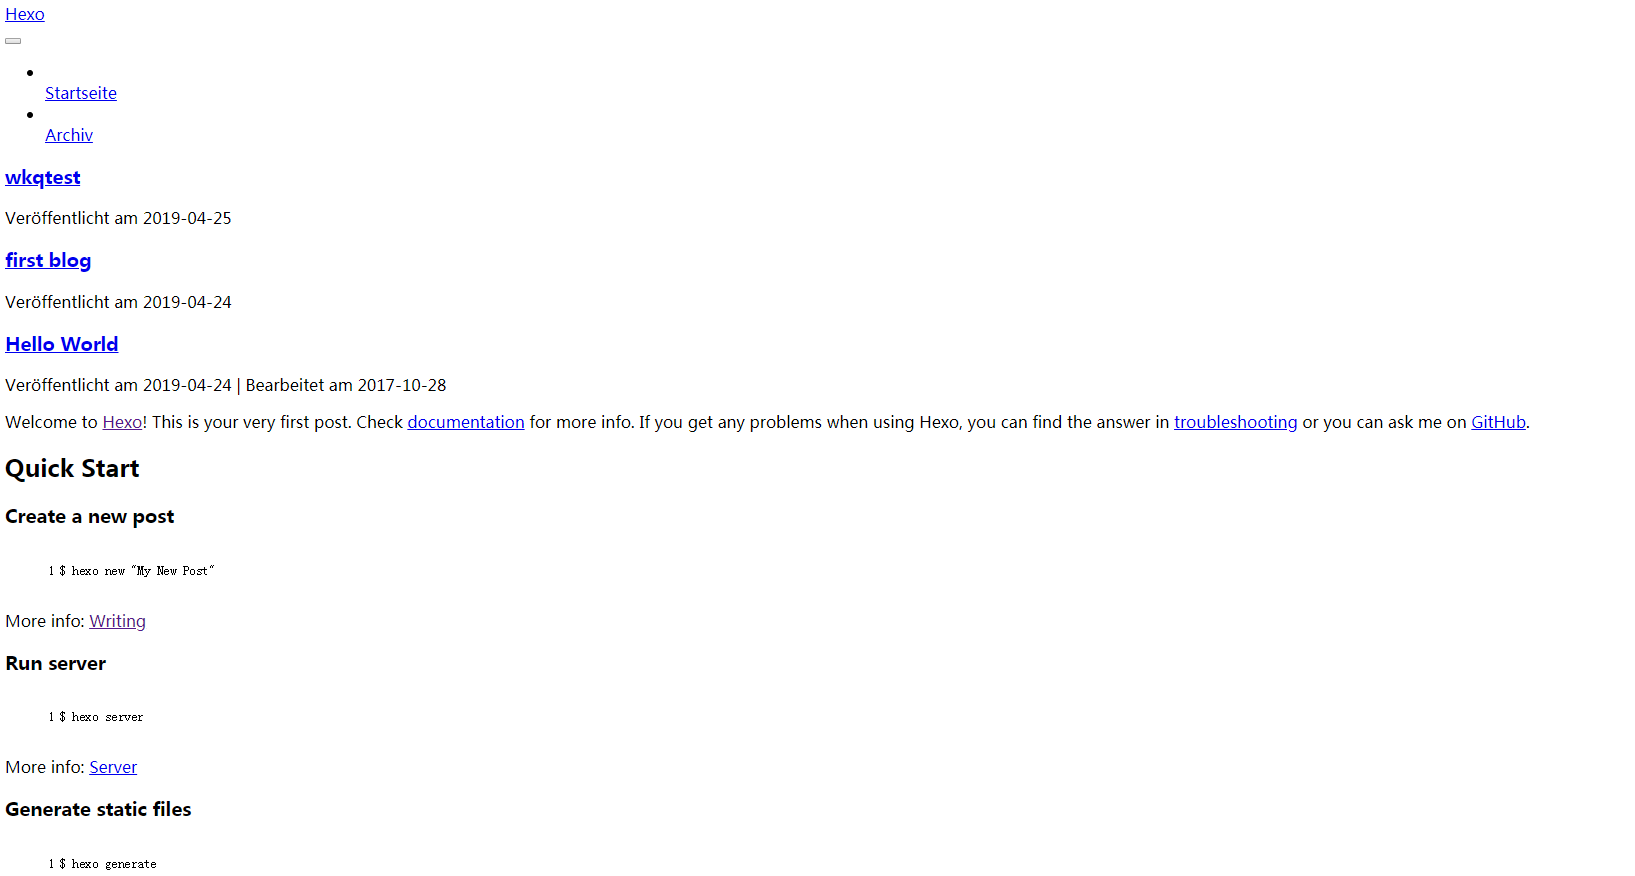 Hexo
Startseite
Archiv
wkqtest
Veröffentlicht am 2019-04-25
first blog
Veröffentlicht am 2019-04-24
Hello World
Veröffentlicht am 2019-04-24 | Bearbeitet am 2017-10-28
Welcome to Hexo! This is your very first post. Check documentation for more info. If you get any problems when using Hexo, you can find the answer in troubleshooting or you can ask me on GitHub.
Quick Start
Create a new post
1 $ hexo new "My New Post"
More info: Writing
Run server
1 $ hexo server
More info: Server
Generate static files
1 $ hexo generate